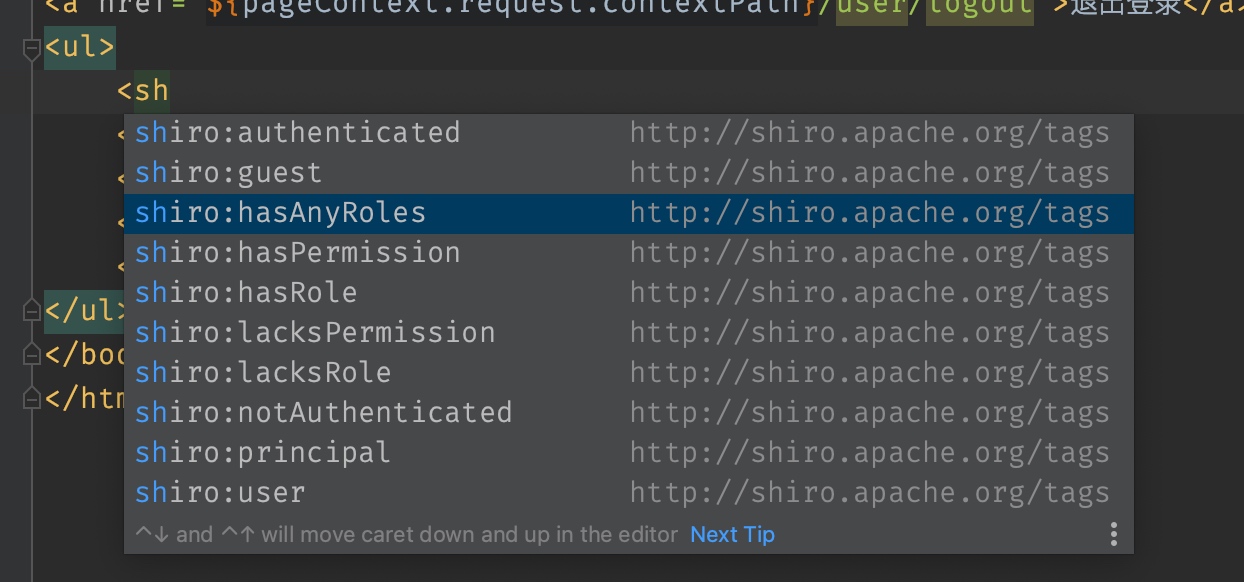 <a href="${pageContext.request.contextPath}/user/logout">退出登录</a>
<ul>
<sh
shiro:authenticated http://shiro.apache.org/tags
shiro:guest http://shiro.apache.org/tags
shiro:hasAnyRoles http://shiro.apache.org/tags
shiro:hasPermission http://shiro.apache.org/tags
shiro:hasRole http://shiro.apache.org/tags
shiro:lacksPermission http://shiro.apache.org/tags
shiro:lacksRole http://shiro.apache.org/tags
shiro:notAuthenticated http://shiro.apache.org/tags
shiro:principal http://shiro.apache.org/tags
shiro:user http://shiro.apache.org/tags
^↓ and ^↑ will move caret down and up in the editor Next Tip
</ul>
</boo
</htm